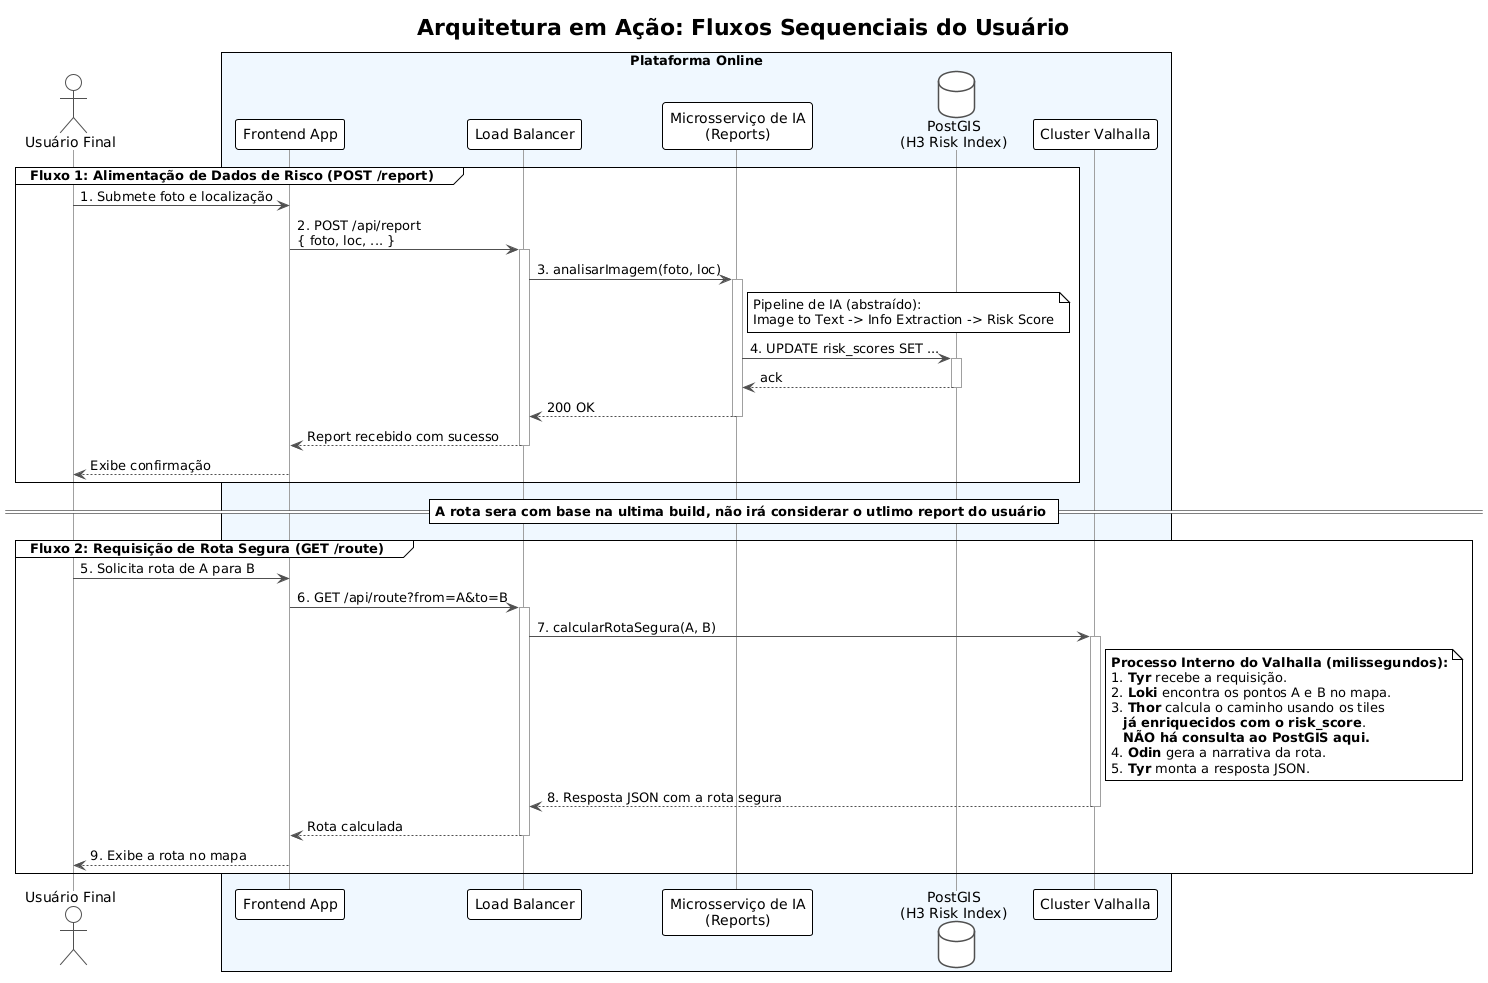 Arquitetura em Ação: Fluxos Sequenciais do Usuário
Plataforma Online
Usuário Final
Frontend App
Load Balancer
Microsserviço de IA
(Reports)
PostGIS
(H3 Risk Index)
Cluster Valhalla
Fluxo 1: Alimentação de Dados de Risco (POST /report)
1. Submete foto e localização
2. POST /api/report
{ foto, loc, ... }
3. analisarImagem(foto, loc)
Pipeline de IA (abstraído):
Image to Text -> Info Extraction -> Risk Score
4. UPDATE risk_scores SET ...
ack
200 OK
Report recebido com sucesso
Exibe confirmação
A rota sera com base na ultima build, não irá considerar o utlimo report do usuário
Fluxo 2: Requisição de Rota Segura (GET /route)
5. Solicita rota de A para B
6. GET /api/route?from=A&to=B
7. calcularRotaSegura(A, B)
Processo Interno do Valhalla (milissegundos):
1. Tyr recebe a requisição.
2. Loki encontra os pontos A e B no mapa.
3. Thor calcula o caminho usando os tiles
já enriquecidos com o risk_score.
NÃO há consulta ao PostGIS aqui.
4. Odin gera a narrativa da rota.
5. Tyr monta a resposta JSON.
8. Resposta JSON com a rota segura
Rota calculada
9. Exibe a rota no mapa
Usuário Final
Frontend App
Load Balancer
Microsserviço de IA
(Reports)
PostGIS
(H3 Risk Index)
Cluster Valhalla